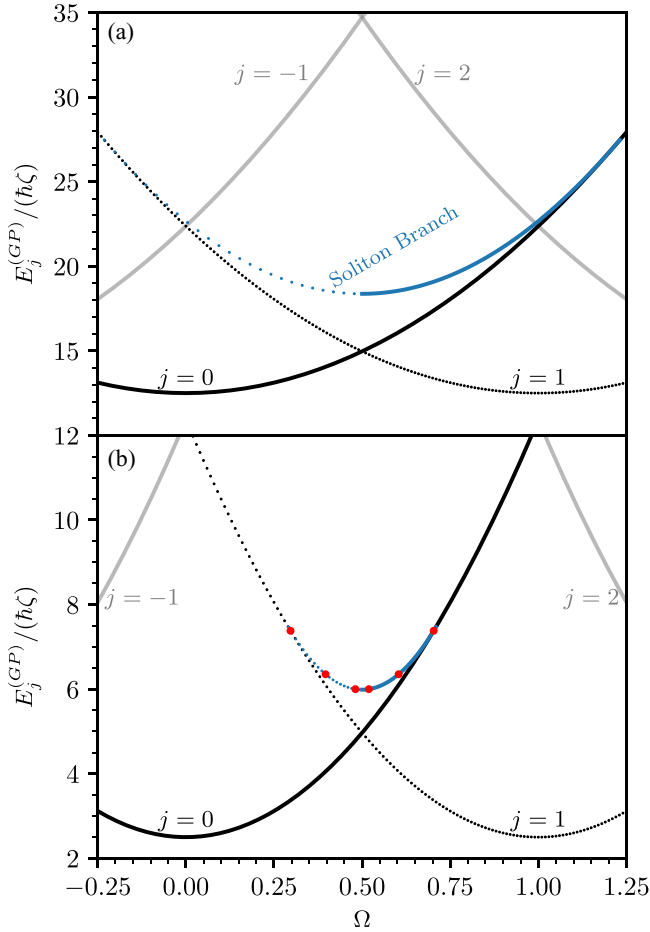 35
(a)
j = −1
j = 2
30
25
E_j^{(GP)}/(ħζ)
Soliton Branch
20
15
j = 0
j = 1
12
(b)
10
8
j = −1
j = 2
E_j^{(GP)}/(ħζ)
6
4
j = 0
j = 1
2
−0.25 0.00 0.25 0.50 0.75 1.00 1.25
Ω